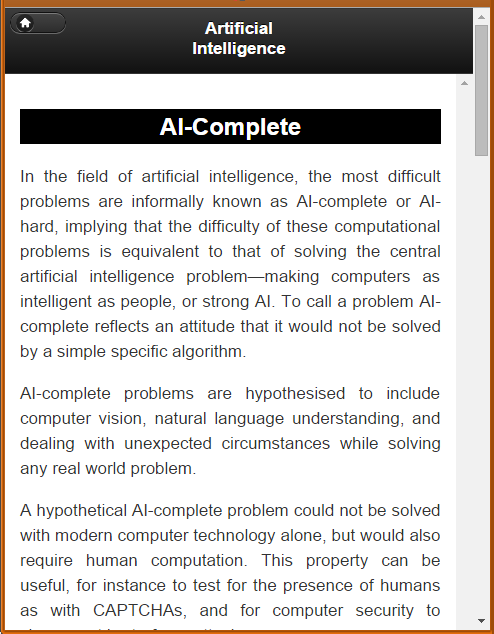 Artificial
Intelligence
AI-Complete
In the field of artificial intelligence, the most difficult
problems are informally known as AI-complete or AI-
hard, implying that the difficulty of these computational
problems is equivalent to that of solving the central
artificial intelligence problem—making computers as
intelligent as people, or strong AI. To call a problem AI-
complete reflects an attitude that it would not be solved
by a simple specific algorithm.
AI-complete problems are hypothesised to include
computer vision, natural language understanding, and
dealing with unexpected circumstances while solving
any real world problem.
A hypothetical AI-complete problem could not be solved
with modern computer technology alone, but would also
require human computation. This property can be
useful, for instance to test for the presence of humans
as with CAPTCHAs, and for computer security to